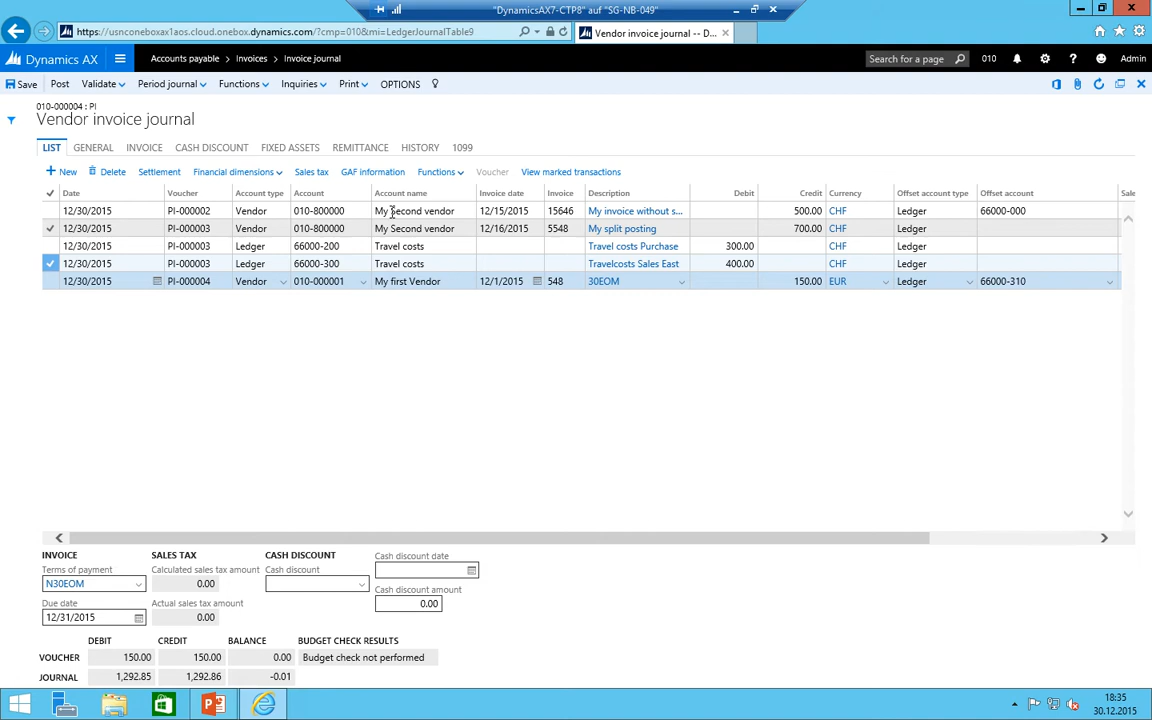 "DynamicsAX7-CTP8" auf "SG-NB-049"
https://usnconeboxax1aos.cloud.onebox.dynamics.com/?cmp=010&mi=LedgerJournalTable9
Vendor invoice journal -- D...
Dynamics AX
Accounts payable > Invoices > Invoice journal
Search for a page
010
Admin
Save Post Validate Period journal Functions Inquiries Print OPTIONS
010-000004 : PI
Vendor invoice journal
LIST GENERAL INVOICE CASH DISCOUNT FIXED ASSETS REMITTANCE HISTORY 1099
New Delete Settlement Financial dimensions Sales tax GAF information Functions Voucher View marked transactions
Date Voucher Account type Account Account name Invoice date Invoice Description Debit Credit Currency Offset account type Offset account Sale
12/30/2015 PI-000002 Vendor 010-800000 My Second vendor 12/15/2015 15646 My invoice without s... 500.00 CHF Ledger 66000-000
12/30/2015 PI-000003 Vendor 010-800000 My Second vendor 12/16/2015 5548 My split posting 700.00 CHF Ledger
12/30/2015 PI-000003 Ledger 66000-200 Travel costs Travel costs Purchase 300.00 CHF Ledger
12/30/2015 PI-000003 Ledger 66000-300 Travel costs Travelcosts Sales East 400.00 CHF Ledger
12/30/2015 PI-000004 Vendor 010-000001 My first Vendor 12/1/2015 548 30EOM 150.00 EUR Ledger 66000-310
INVOICE SALES TAX CASH DISCOUNT Cash discount date
Terms of payment Calculated sales tax amount Cash discount
N30EOM 0.00
Cash discount amount
Due date Actual sales tax amount 0.00
12/31/2015 0.00
DEBIT CREDIT BALANCE BUDGET CHECK RESULTS
VOUCHER 150.00 150.00 0.00 Budget check not performed
JOURNAL 1,292.85 1,292.86 -0.01
18:35
30.12.2015